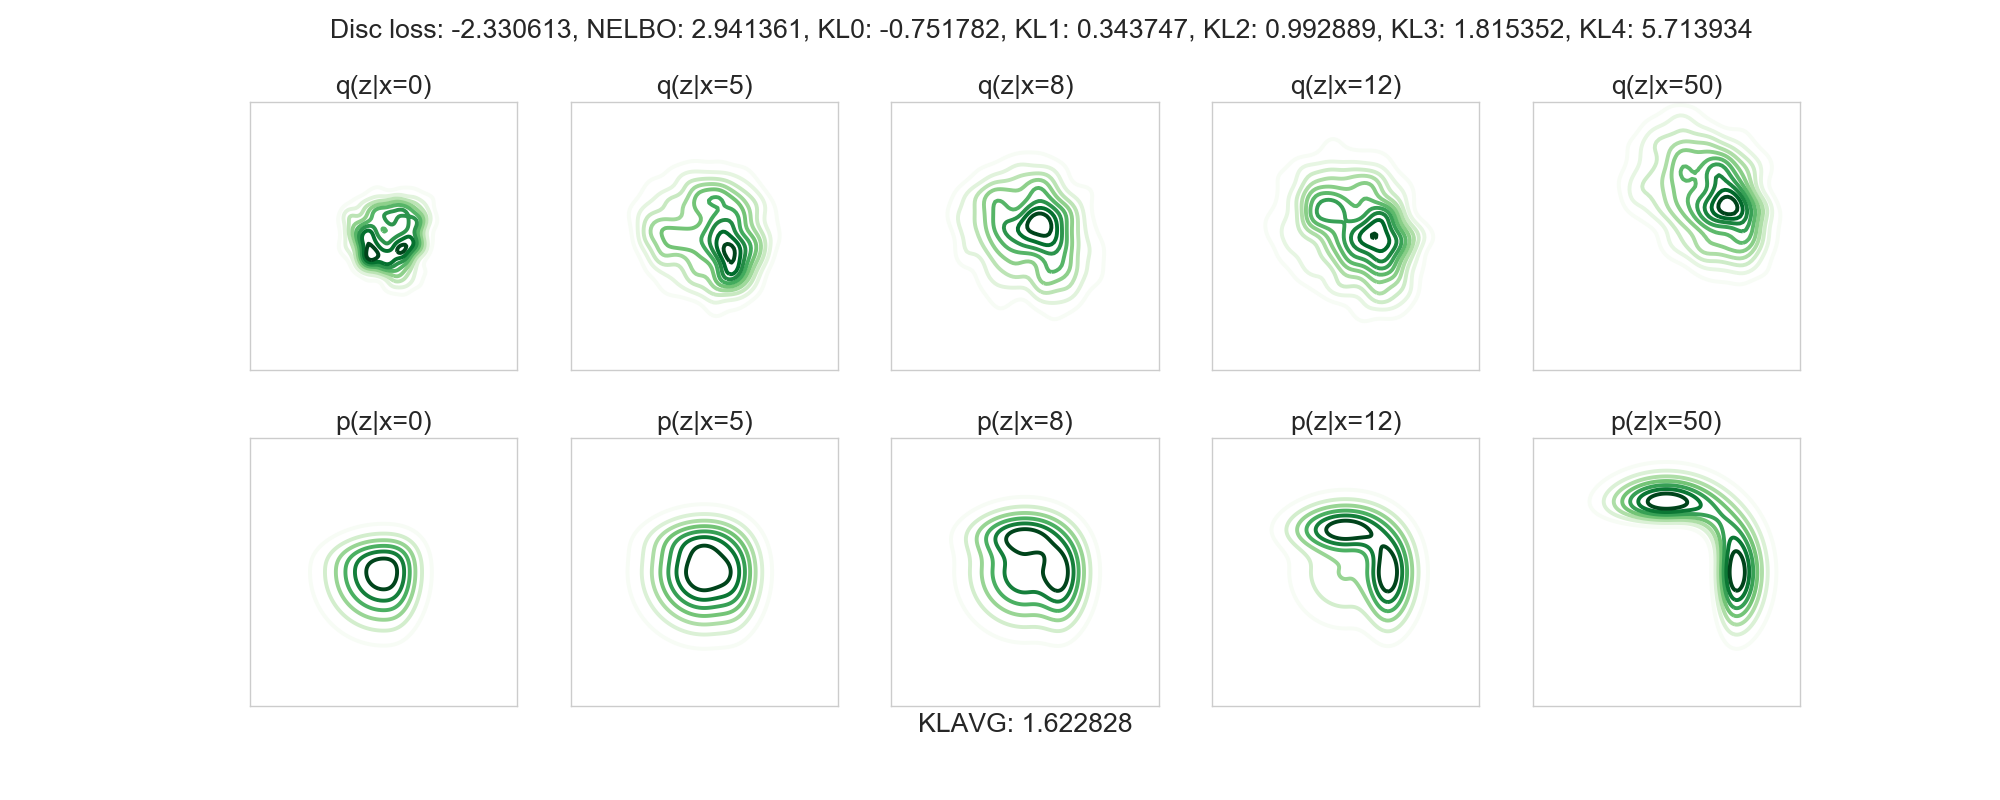 Disc loss: -2.330613, NELBO: 2.941361, KL0: -0.751782, KL1: 0.343747, KL2: 0.992889, KL3: 1.815352, KL4: 5.713934
q(z|x=0) q(z|x=5) q(z|x=8) q(z|x=12) q(z|x=50)
p(z|x=0) p(z|x=5) p(z|x=8) p(z|x=12) p(z|x=50)
KLAVG: 1.622828